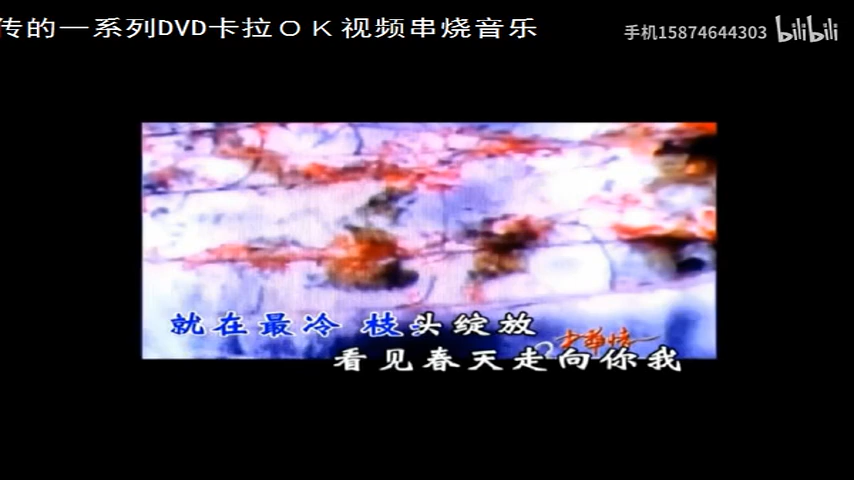 传的一系列DVD卡拉ＯＫ视频串烧音乐
手机15874644303 bilibili
就在最冷 枝头绽放
看见春天走向你我